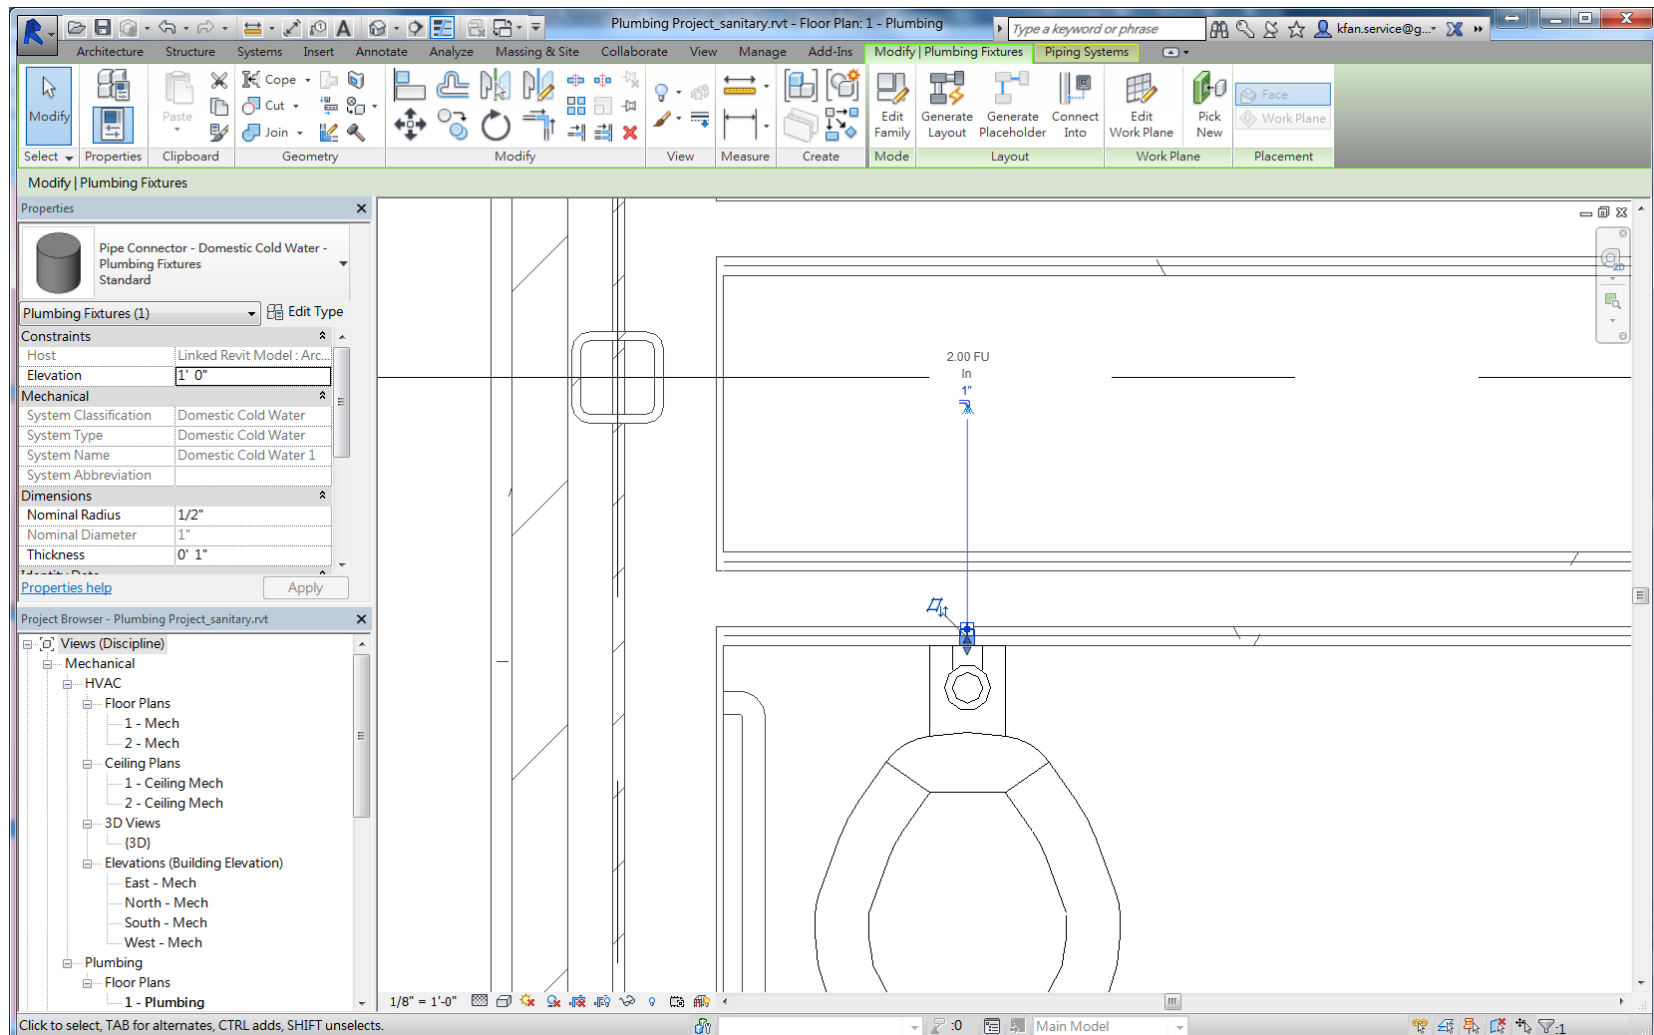 Plumbing Project_sanitary.rvt - Floor Plan: 1 - Plumbing
Type a keyword or phrase
kfan.service@g...
Architecture Structure Systems Insert Annotate Analyze Massing & Site Collaborate View Manage Add-Ins Modify | Plumbing Fixtures Piping Systems
Modify
Paste
Cope
Cut
Join
Edit Family
Generate Layout
Generate Placeholder
Connect Into
Edit Work Plane
Pick New
Face
Work Plane
Select Properties Clipboard Geometry Modify View Measure Create Mode Layout Work Plane Placement
Modify | Plumbing Fixtures
Properties
Pipe Connector - Domestic Cold Water -
Plumbing Fixtures
Standard
Plumbing Fixtures (1)
Edit Type
Constraints
Host Linked Revit Model : Arc...
Elevation 1' 0"
Mechanical
System Classification Domestic Cold Water
System Type Domestic Cold Water
System Name Domestic Cold Water 1
System Abbreviation
Dimensions
Nominal Radius 1/2"
Nominal Diameter 1"
Thickness 0' 1"
Identity Data
Properties help
Apply
Project Browser - Plumbing Project_sanitary.rvt
Views (Discipline)
Mechanical
HVAC
Floor Plans
1 - Mech
2 - Mech
Ceiling Plans
1 - Ceiling Mech
2 - Ceiling Mech
3D Views
{3D}
Elevations (Building Elevation)
East - Mech
North - Mech
South - Mech
West - Mech
Plumbing
Floor Plans
1 - Plumbing
2.00 FU
In
1"
2D
1/8" = 1'-0"
Click to select, TAB for alternates, CTRL adds, SHIFT unselects.
:0
Main Model
:1